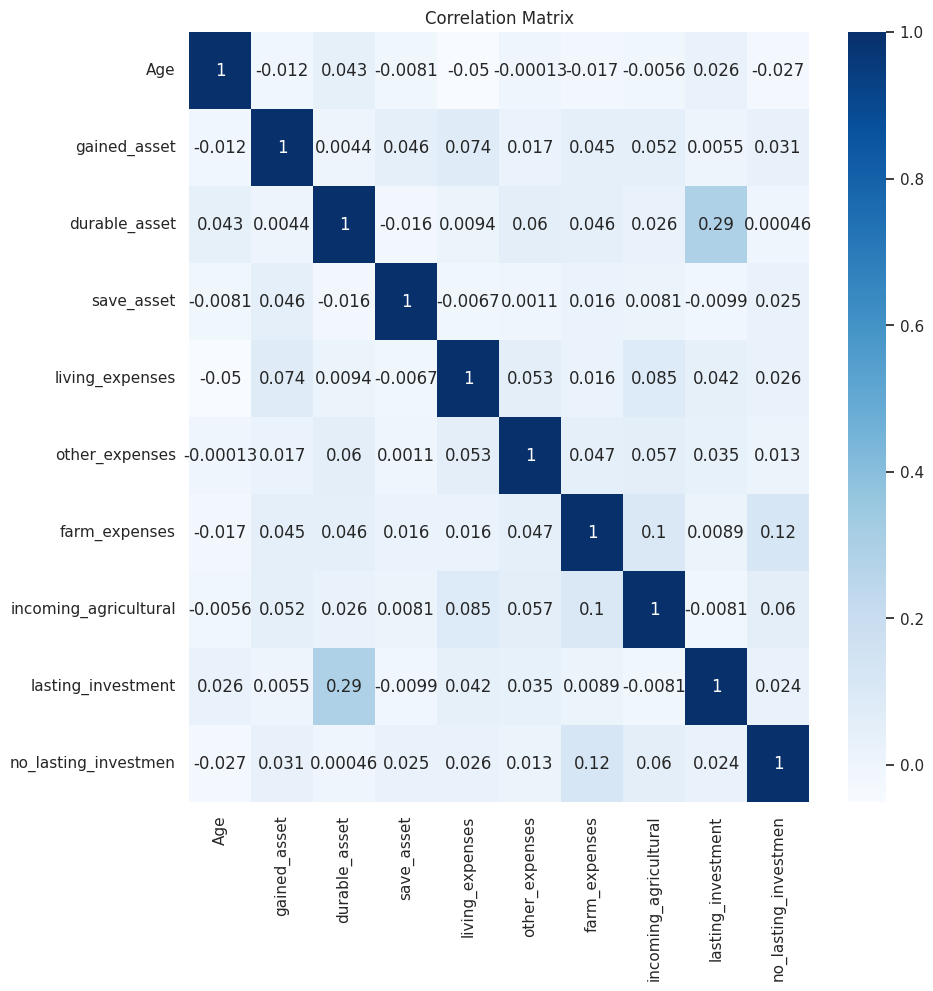 Correlation Matrix
Age 1 -0.012 0.043 -0.0081 -0.05 -0.00013 -0.017 -0.0056 0.026 -0.027
gained_asset -0.012 1 0.0044 0.046 0.074 0.017 0.045 0.052 0.0055 0.031
durable_asset 0.043 0.0044 1 -0.016 0.0094 0.06 0.046 0.026 0.29 0.00046
save_asset -0.0081 0.046 -0.016 1 -0.0067 0.0011 0.016 0.0081 -0.0099 0.025
living_expenses -0.05 0.074 0.0094 -0.0067 1 0.053 0.016 0.085 0.042 0.026
other_expenses -0.00013 0.017 0.06 0.0011 0.053 1 0.047 0.057 0.035 0.013
farm_expenses -0.017 0.045 0.046 0.016 0.016 0.047 1 0.1 0.0089 0.12
incoming_agricultural -0.0056 0.052 0.026 0.0081 0.085 0.057 0.1 1 -0.0081 0.06
lasting_investment 0.026 0.0055 0.29 -0.0099 0.042 0.035 0.0089 -0.0081 1 0.024
no_lasting_investmen -0.027 0.031 0.00046 0.025 0.026 0.013 0.12 0.06 0.024 1
Age
gained_asset
durable_asset
save_asset
living_expenses
other_expenses
farm_expenses
incoming_agricultural
lasting_investment
no_lasting_investmen
1.0
0.8
0.6
0.4
0.2
0.0